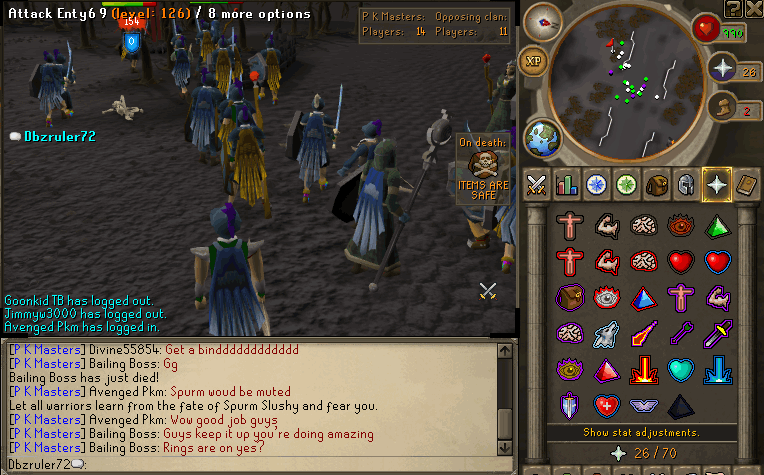 Attack Enty6 9 (level: 126) / 8 more options
P K Masters: Opposing clan:
Players: 14 Players: 11
154
0
Dbzruler72
On death:
ITEMS ARE
SAFE
Goonkid TB has logged out.
Jimmyw3000 has logged out.
Avenged Pkm has logged in.
[P K Masters] Divine55854: Get a bindddddddddddd
[P K Masters] Bailing Boss: Gg
Bailing Boss has just died!
[P K Masters] Avenged Pkm: Spurm woud be muted
Let all warriors learn from the fate of Spurm Slushy and fear you.
[P K Masters] Avenged Pkm: Wow good job guys
[P K Masters] Bailing Boss: Guys keep it up you're doing amazing
[P K Masters] Bailing Boss: Rings are on yes?
Dbzruler72:
?
X
990
XP
26
2
Show stat adjustments.
26 / 70